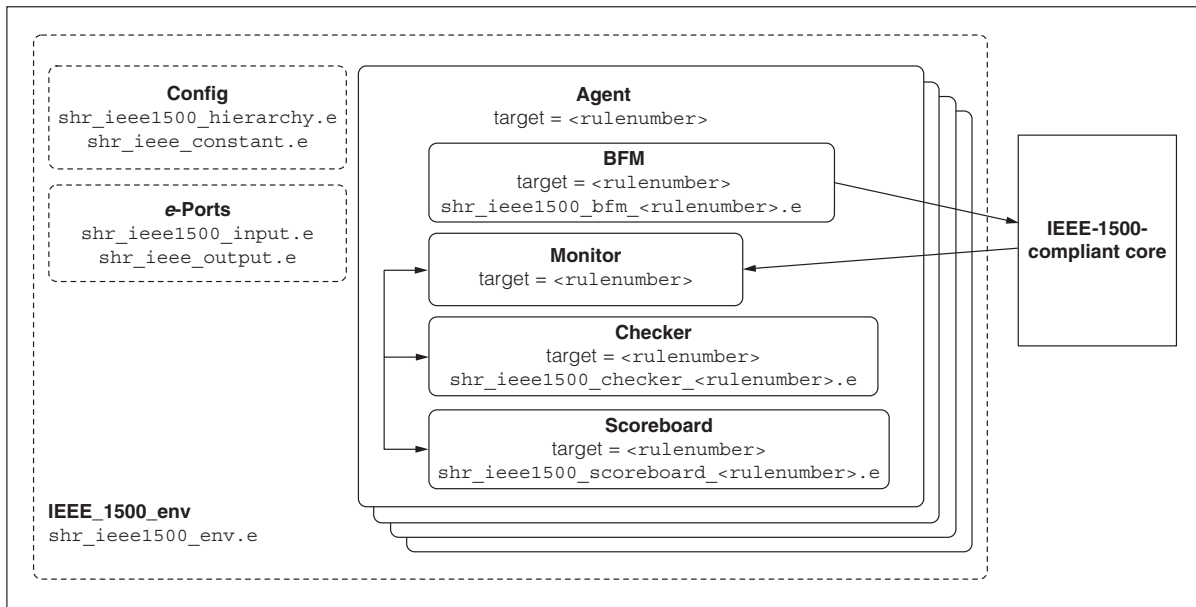 Config
shr_ieee1500_hierarchy.e
shr_ieee_constant.e
e-Ports
shr_ieee1500_input.e
shr_ieee_output.e
IEEE_1500_env
shr_ieee1500_env.e
Agent
target = <rulenumber>
BFM
target = <rulenumber>
shr_ieee1500_bfm_<rulenumber>.e
Monitor
target = <rulenumber>
Checker
target = <rulenumber>
shr_ieee1500_checker_<rulenumber>.e
Scoreboard
target = <rulenumber>
shr_ieee1500_scoreboard_<rulenumber>.e
IEEE-1500-
compliant core